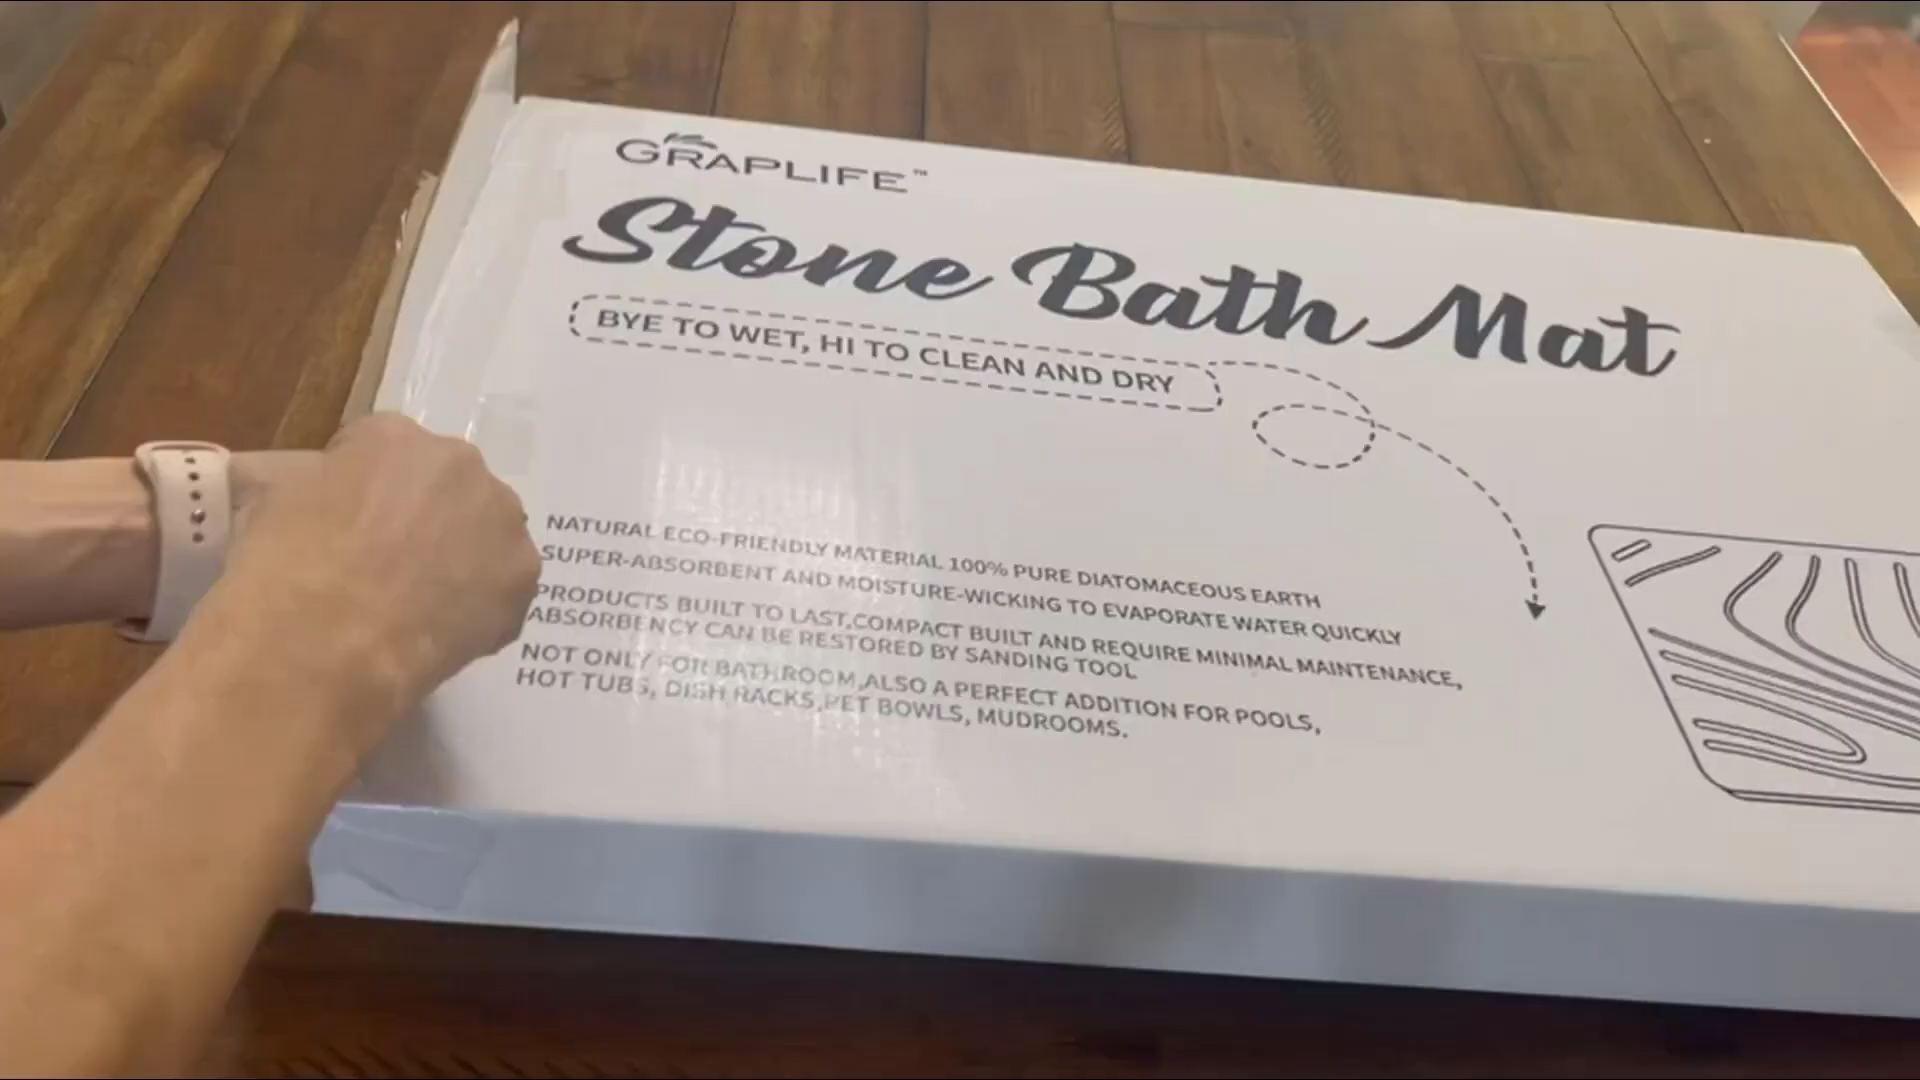 GRAPLIFE™
Stone Bath Mat
BYE TO WET, HI TO CLEAN AND DRY
NATURAL ECO-FRIENDLY MATERIAL 100% PURE DIATOMACEOUS EARTH
SUPER-ABSORBENT AND MOISTURE-WICKING TO EVAPORATE WATER QUICKLY
PRODUCTS BUILT TO LAST,COMPACT BUILT AND REQUIRE MINIMAL MAINTENANCE,
ABSORBENCY CAN BE RESTORED BY SANDING TOOL
NOT ONLY FOR BATHROOM,ALSO A PERFECT ADDITION FOR POOLS,
HOT TUBS, DISH RACKS,PET BOWLS, MUDROOMS.